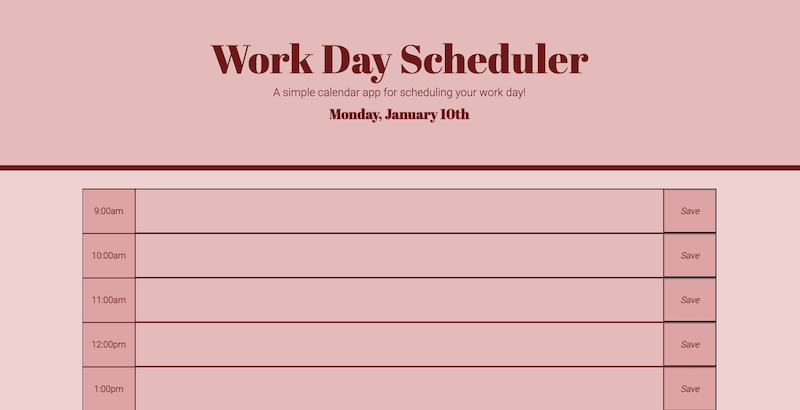 Work Day Scheduler
A simple calendar app for scheduling your work day!
Monday, January 10th
9:00am Save
10:00am Save
11:00am Save
12:00pm Save
1:00pm Save